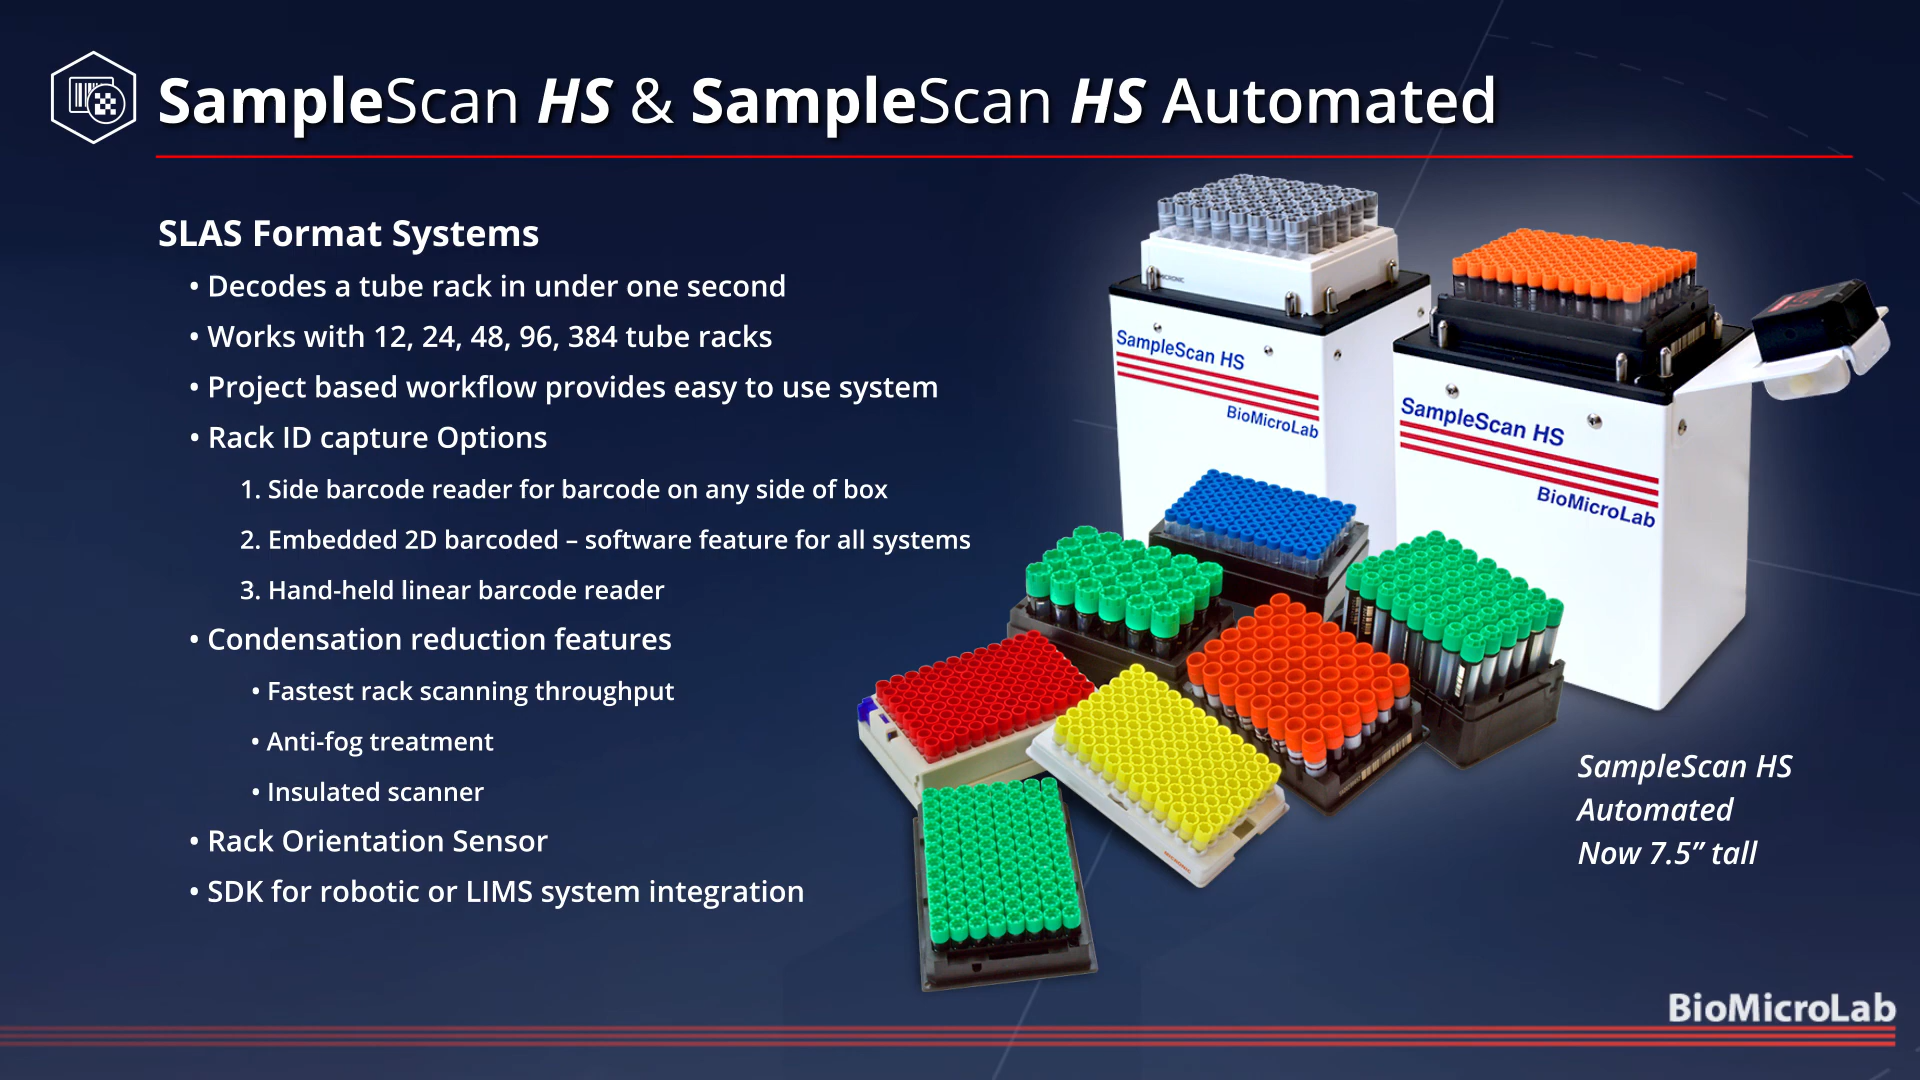 SampleScan HS & SampleScan HS Automated
SLAS Format Systems
• Decodes a tube rack in under one second
• Works with 12, 24, 48, 96, 384 tube racks
• Project based workflow provides easy to use system
• Rack ID capture Options
1. Side barcode reader for barcode on any side of box
2. Embedded 2D barcoded – software feature for all systems
3. Hand-held linear barcode reader
• Condensation reduction features
• Fastest rack scanning throughput
• Anti-fog treatment
• Insulated scanner
• Rack Orientation Sensor
• SDK for robotic or LIMS system integration
SampleScan HS
BioMicroLab
SampleScan HS
BioMicroLab
SampleScan HS
Automated
Now 7.5” tall
BioMicroLab